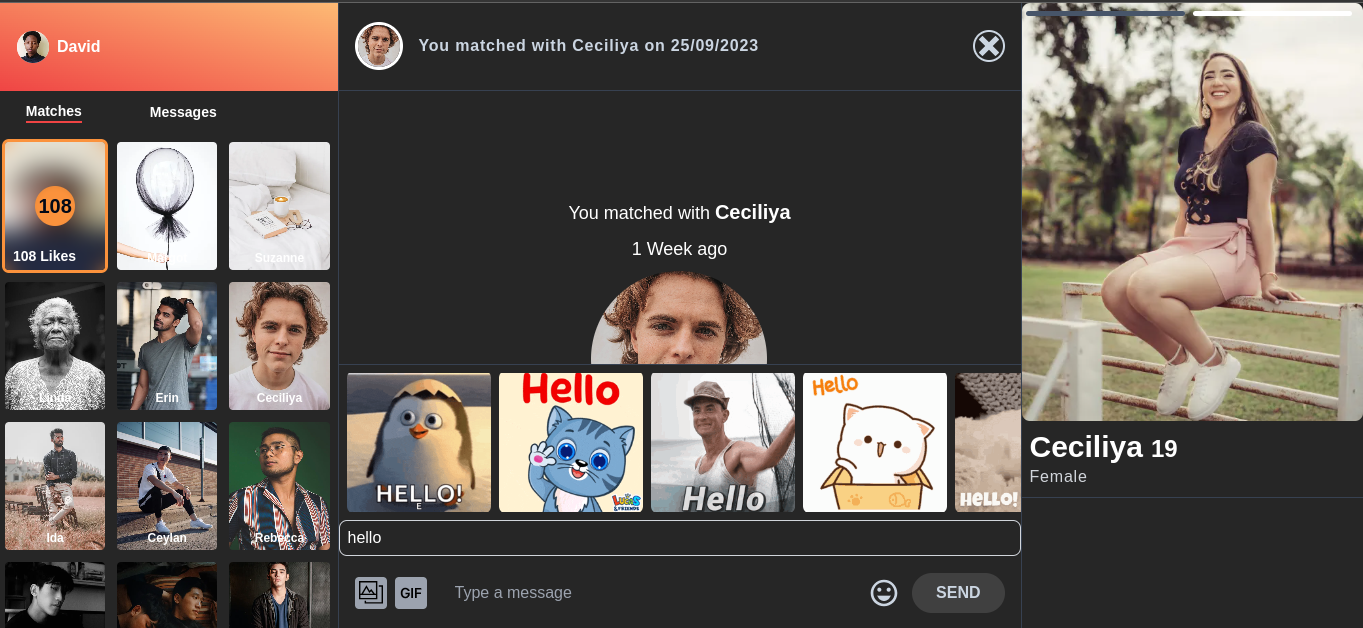 David
Matches
Messages
108
108 Likes
Suzanne
Linda
Erin
Ceciliya
Ida
Ceylan
Rebecca
You matched with Ceciliya on 25/09/2023
You matched with Ceciliya
1 Week ago
HELLO!
E
Hello
LUCAS
& FRIENDS
Hello
Hello
HELLO!
hello
GIF
Type a message
SEND
Ceciliya 19
Female